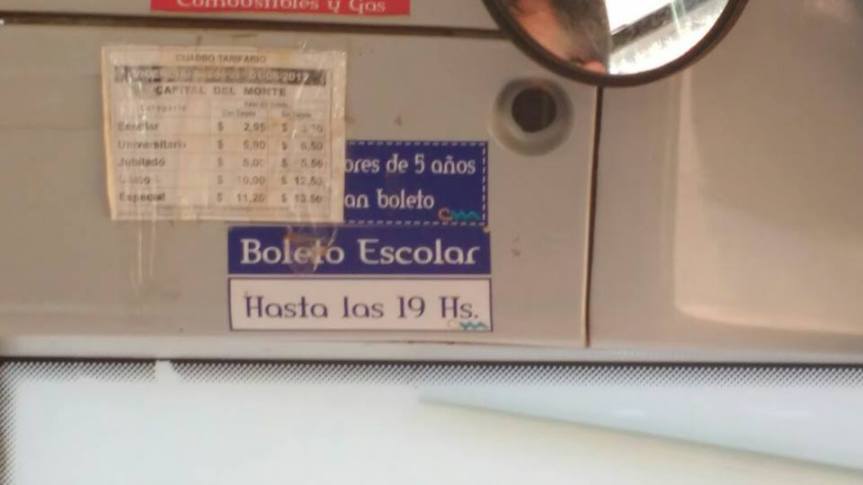 Combustibles y Gas
CUADRO TARIFARIO
CAPITAL DEL MONTE
Categoria
Escolar $ 2,95 $
Universitario $ 5,90 $ 6,50
Jubilado $ 5,00 $ 5,50
$ 10,00 $ 12,50
Especial $ 11,20 $ 13,50
ores de 5 años
an boleto
Boleto Escolar
Hasta las 19 Hs.